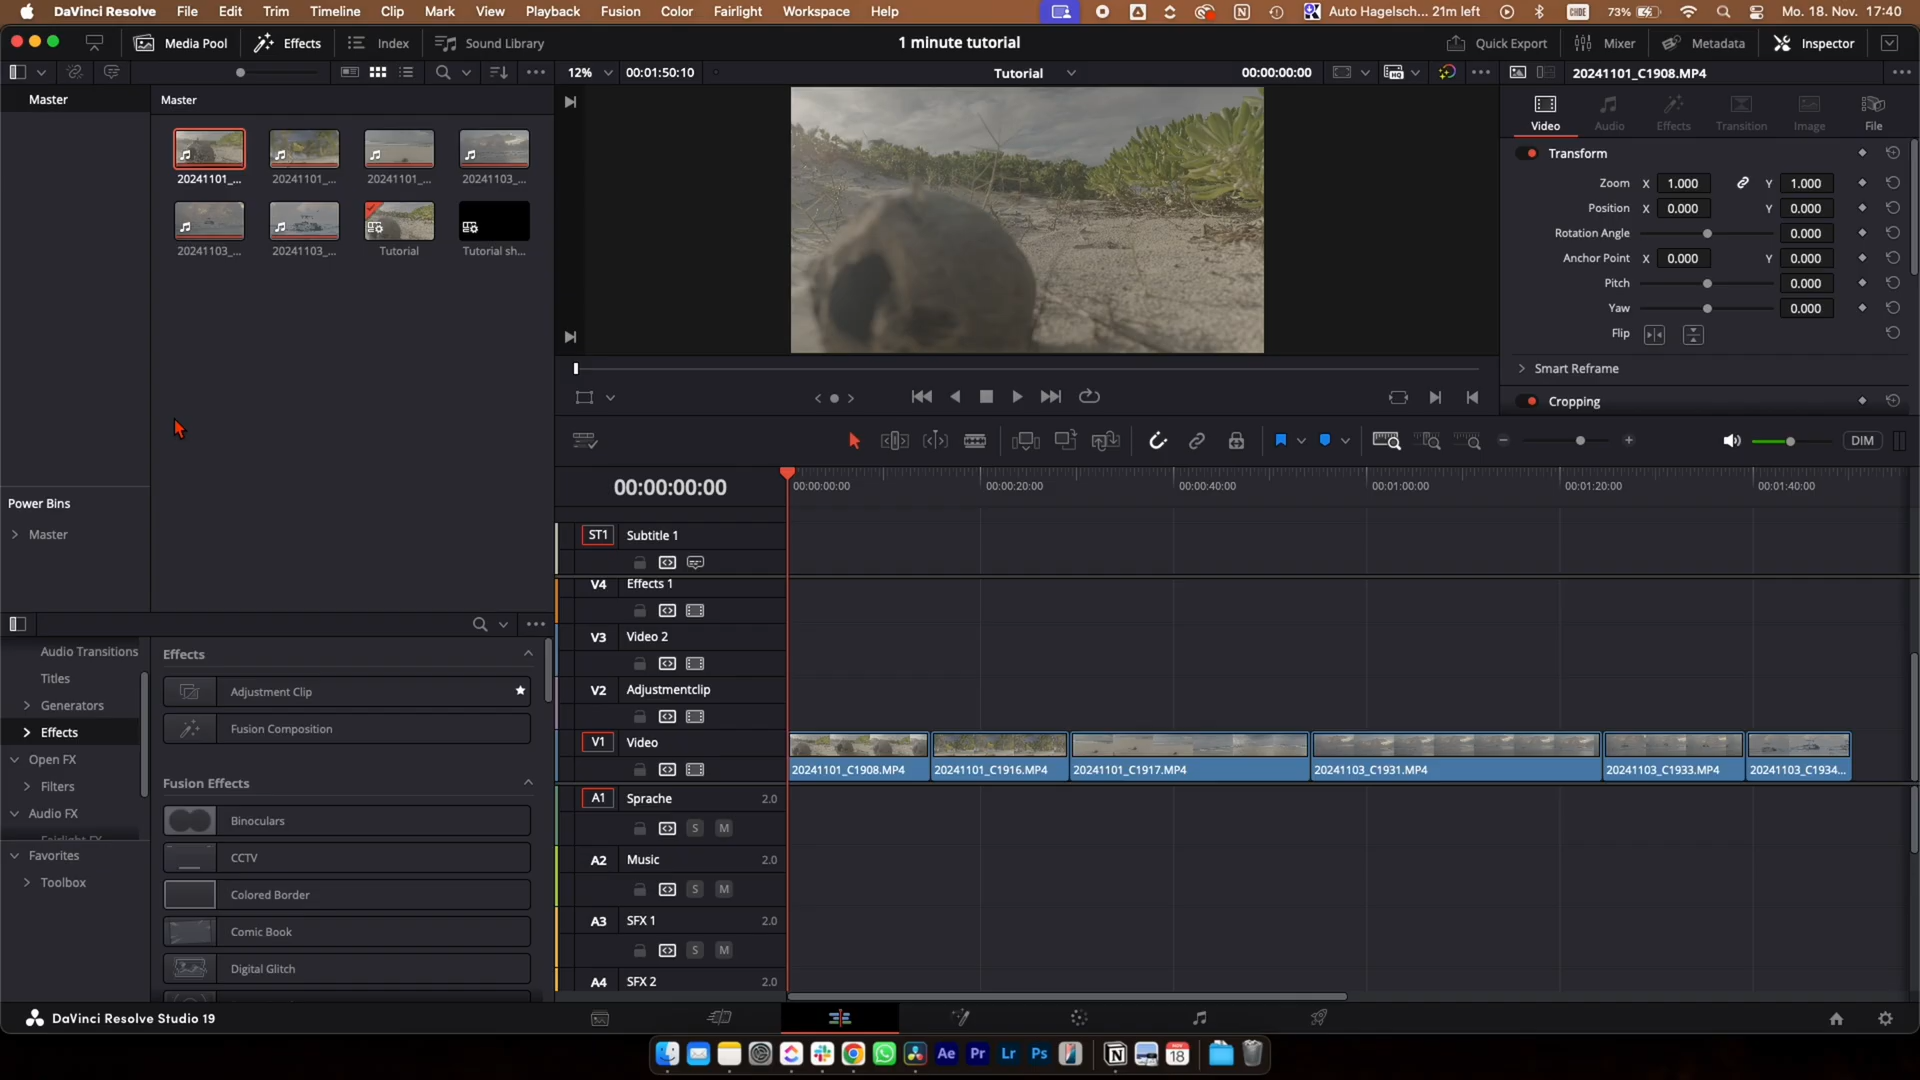 DaVinci Resolve File Edit Trim Timeline Clip Mark View Playback Fusion Color Fairlight Workspace Help Auto Hagelsch... 21m left CHDE 73% Mo. 18. Nov. 17:40
Media Pool Effects Index Sound Library 1 minute tutorial Quick Export Mixer Metadata Inspector
12% 00:01:50:10 Tutorial 00:00:00:00 20241101_C1908.MP4
Master Master
Video Audio Effects Transition Image File
20241101_... 20241101_... 20241101_... 20241103_...
20241103_... 20241103_... Tutorial Tutorial sh...
Transform
Zoom X 1.000 Y 1.000
Position X 0.000 Y 0.000
Rotation Angle 0.000
Anchor Point X 0.000 Y 0.000
Pitch 0.000
Yaw 0.000
Flip
Smart Reframe
Cropping
DIM
00:00:00:00 00:00:00:00 00:00:20:00 00:00:40:00 00:01:00:00 00:01:20:00 00:01:40:00
Power Bins
Master
ST1 Subtitle 1
V4 Effects 1
V3 Video 2
V2 Adjustmentclip
V1 Video
20241101_C1908.MP4 20241101_C1916.MP4 20241101_C1917.MP4 20241103_C1931.MP4 20241103_C1933.MP4 20241103_C1934...
A1 Sprache 2.0
S M
A2 Music 2.0
S M
A3 SFX 1 2.0
S M
A4 SFX 2 2.0
Audio Transitions
Titles
Generators
Effects
Open FX
Filters
Audio FX
Fairlight FX
Favorites
Toolbox
Effects
Adjustment Clip
Fusion Composition
Fusion Effects
Binoculars
CCTV
Colored Border
Comic Book
Digital Glitch
DaVinci Resolve Studio 19
Ae Pr Lr Ps NOV 18